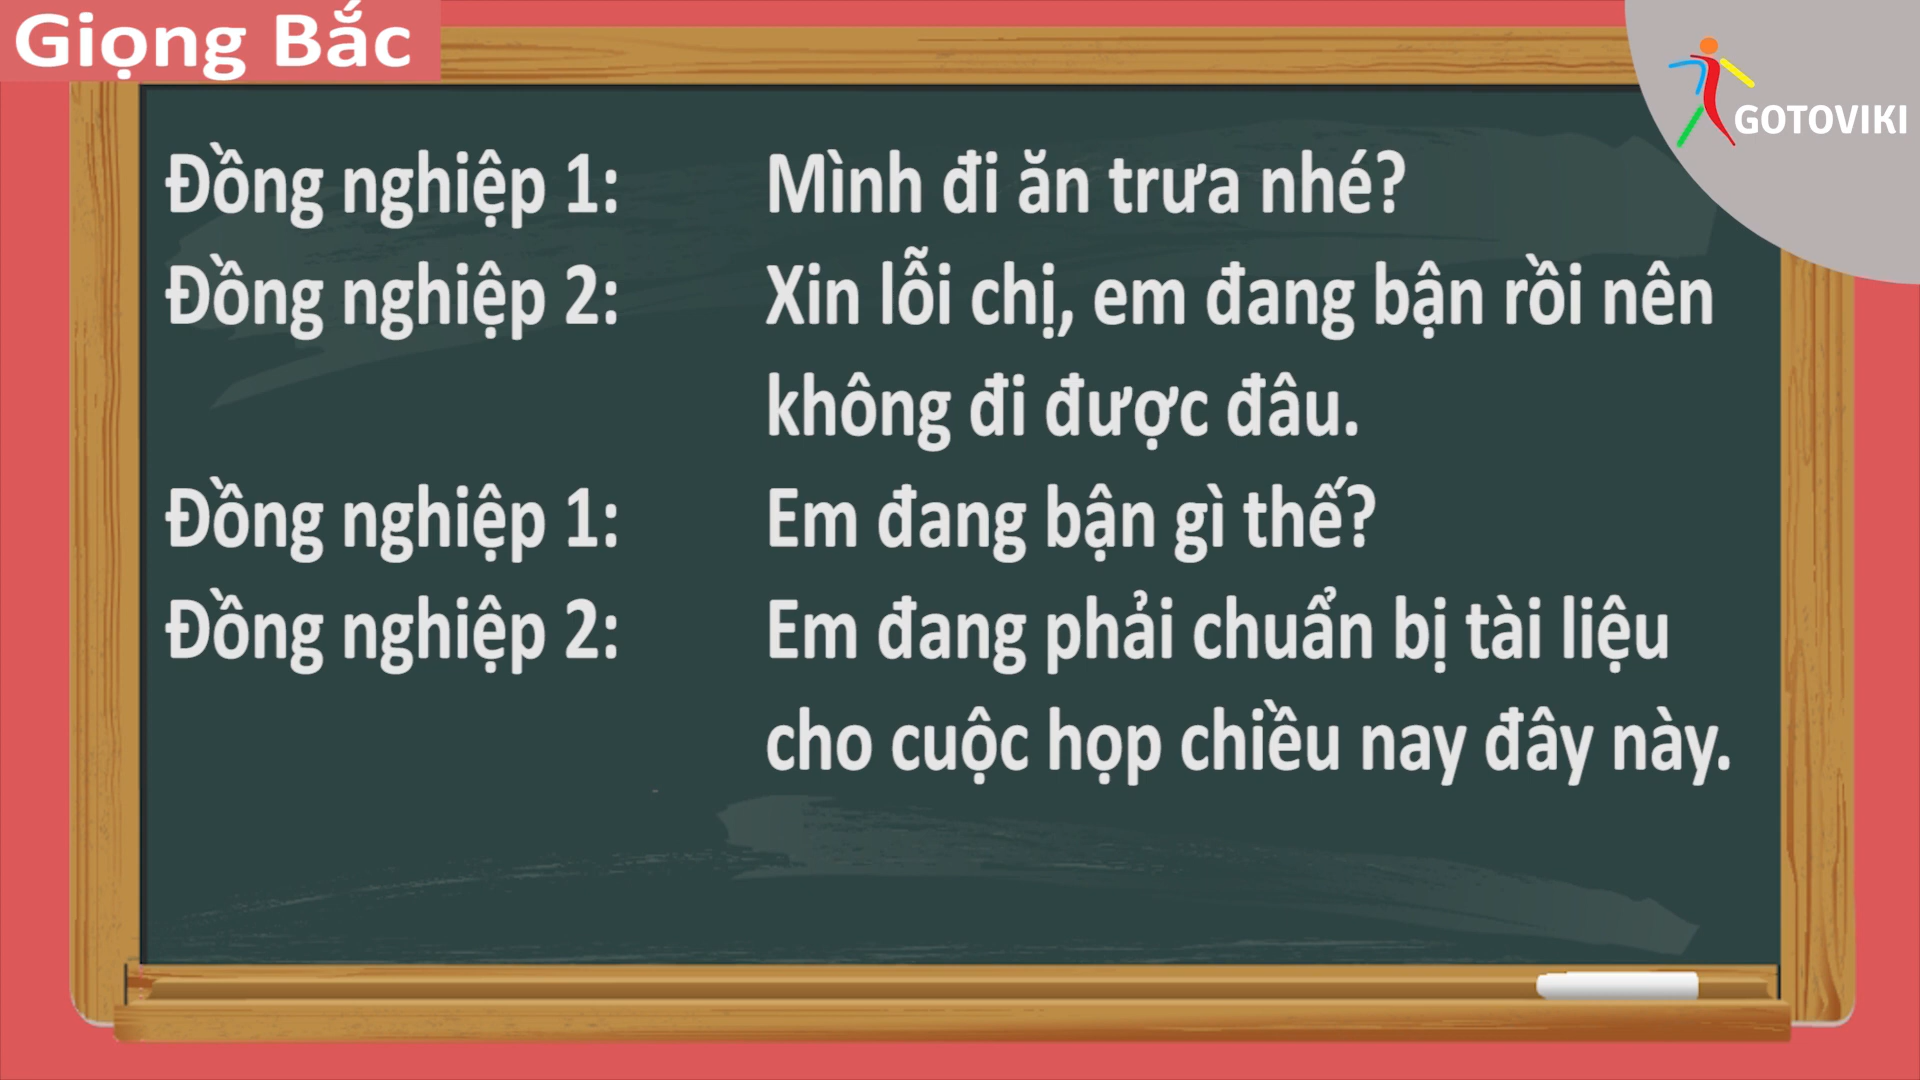 Giọng Bắc
GOTOVIKI
Đồng nghiệp 1: Mình đi ăn trưa nhé?
Đồng nghiệp 2: Xin lỗi chị, em đang bận rồi nên
không đi được đâu.
Đồng nghiệp 1: Em đang bận gì thế?
Đồng nghiệp 2: Em đang phải chuẩn bị tài liệu
cho cuộc họp chiều nay đây này.